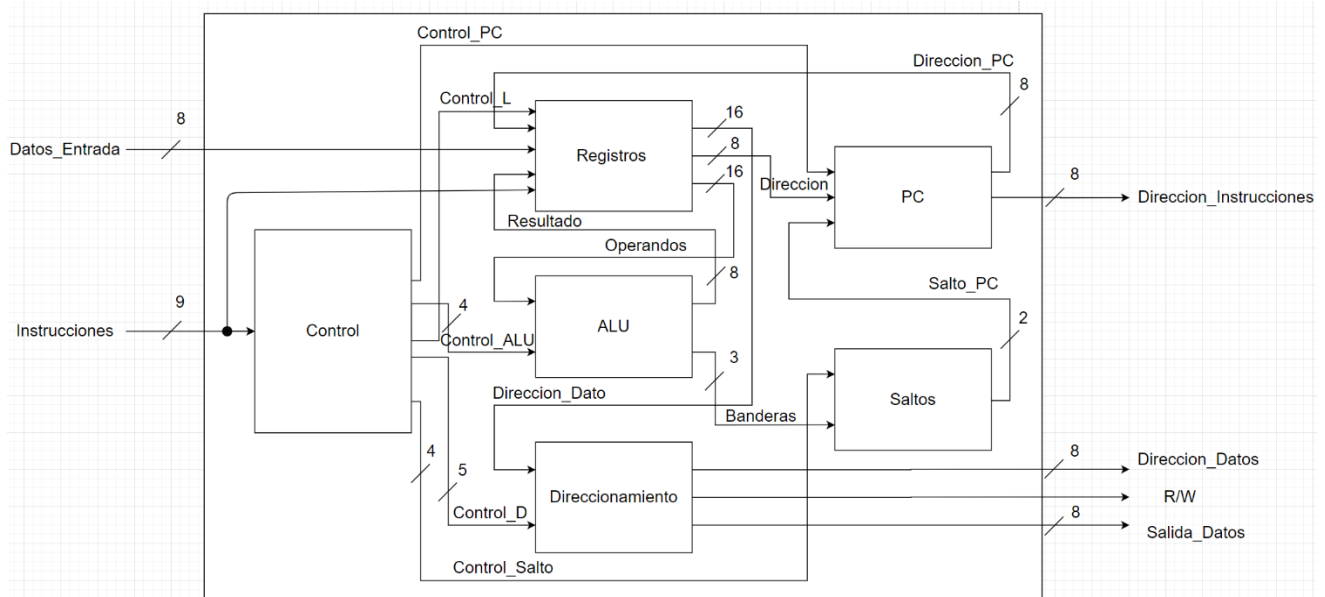 Control_PC
Direccion_PC
8
Control_L
8
Datos_Entrada
Registros
16
8
16
Direccion
PC
8
Direccion_Instrucciones
Resultado
Operandos
8
Salto_PC
9
Instrucciones
Control
4
Control_ALU
ALU
2
3
Direccion_Dato
Banderas
Saltos
4
5
Control_D
Direccionamiento
8
Direccion_Datos
R/W
8
Salida_Datos
Control_Salto